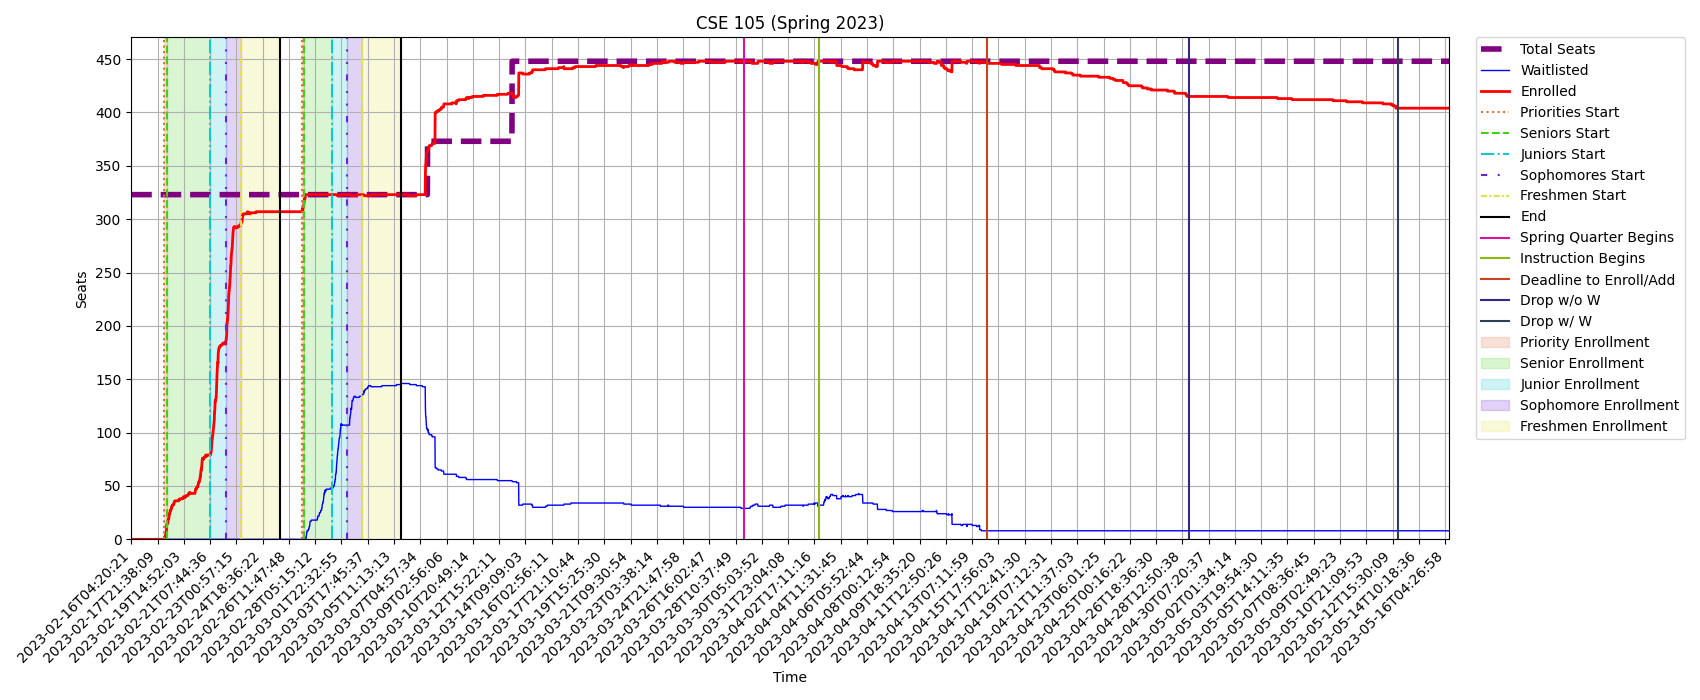 CSE 105 (Spring 2023)
Seats
450
400
350
300
250
200
150
100
50
0
2023-02-16T04:20:21
2023-02-17T21:38:09
2023-02-19T14:52:03
2023-02-21T07:44:36
2023-02-23T00:57:15
2023-02-24T18:36:22
2023-02-26T11:47:48
2023-02-28T05:15:12
2023-03-01T22:32:55
2023-03-03T17:45:37
2023-03-05T11:13:13
2023-03-07T04:57:34
2023-03-09T02:56:06
2023-03-10T20:49:14
2023-03-12T15:22:11
2023-03-14T09:09:03
2023-03-16T02:56:11
2023-03-17T21:10:44
2023-03-19T15:25:30
2023-03-21T09:30:54
2023-03-23T03:38:14
2023-03-24T21:47:58
2023-03-26T16:02:47
2023-03-28T10:37:49
2023-03-30T05:03:52
2023-03-31T23:04:08
2023-04-02T17:11:16
2023-04-04T11:31:45
2023-04-06T05:52:44
2023-04-08T00:12:54
2023-04-09T18:35:20
2023-04-11T12:50:26
2023-04-13T07:11:59
2023-04-15T17:56:03
2023-04-17T12:41:30
2023-04-19T07:12:31
2023-04-21T11:37:03
2023-04-23T06:01:25
2023-04-25T00:16:22
2023-04-26T18:36:30
2023-04-28T12:50:38
2023-04-30T07:20:37
2023-05-02T01:34:14
2023-05-03T19:54:30
2023-05-05T14:11:35
2023-05-07T08:36:45
2023-05-09T02:49:23
2023-05-10T21:09:53
2023-05-12T15:30:09
2023-05-14T10:18:36
2023-05-16T04:26:58
Time
Total Seats
Waitlisted
Enrolled
Priorities Start
Seniors Start
Juniors Start
Sophomores Start
Freshmen Start
End
Spring Quarter Begins
Instruction Begins
Deadline to Enroll/Add
Drop w/o W
Drop w/ W
Priority Enrollment
Senior Enrollment
Junior Enrollment
Sophomore Enrollment
Freshmen Enrollment